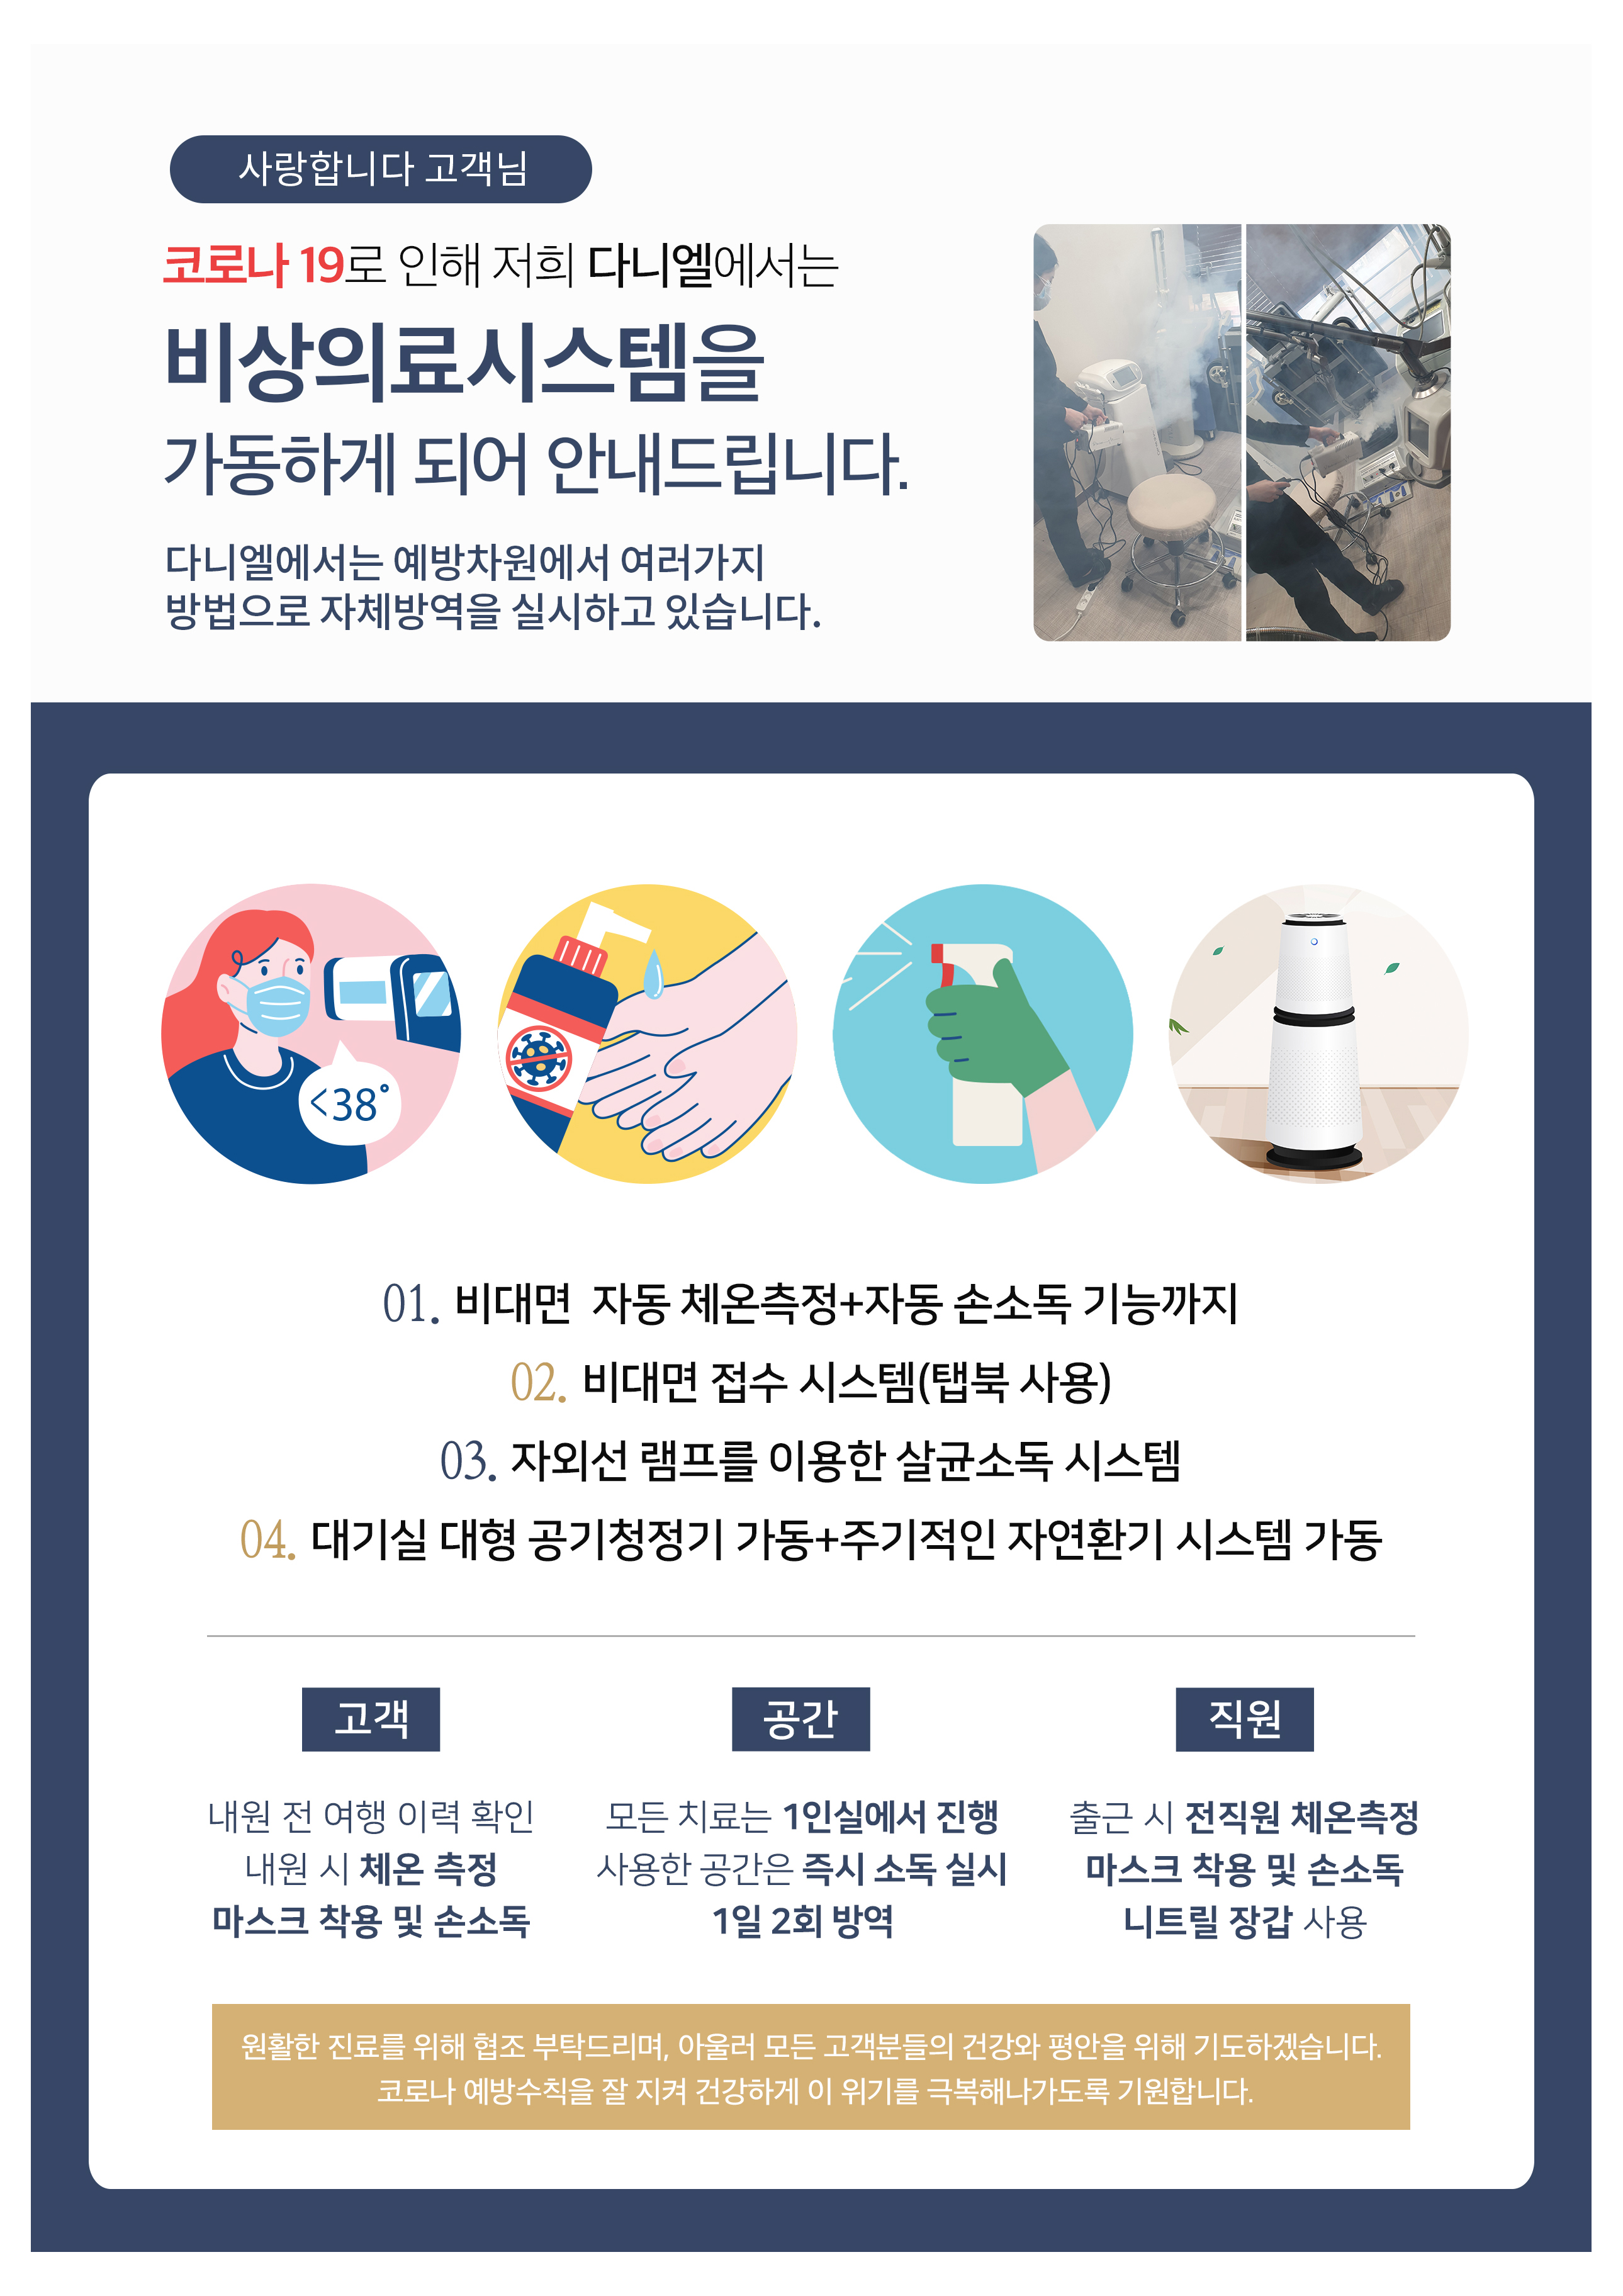 사랑합니다 고객님
코로나 19로 인해 저희 다니엘에서는
비상의료시스템을
가동하게 되어 안내드립니다.
다니엘에서는 예방차원에서 여러가지
방법으로 자체방역을 실시하고 있습니다.
<38°
01. 비대면 자동 체온측정+자동 손소독 기능까지
02. 비대면 접수 시스템(탭북 사용)
03. 자외선 램프를 이용한 살균소독 시스템
04. 대기실 대형 공기청정기 가동+주기적인 자연환기 시스템 가동
고객
내원 전 여행 이력 확인
내원 시 체온 측정
마스크 착용 및 손소독
공간
모든 치료는 1인실에서 진행
사용한 공간은 즉시 소독 실시
1일 2회 방역
직원
출근 시 전직원 체온측정
마스크 착용 및 손소독
니트릴 장갑 사용
원활한 진료를 위해 협조 부탁드리며, 아울러 모든 고객분들의 건강와 평안을 위해 기도하겠습니다.
코로나 예방수칙을 잘 지켜 건강하게 이 위기를 극복해나가도록 기원합니다.